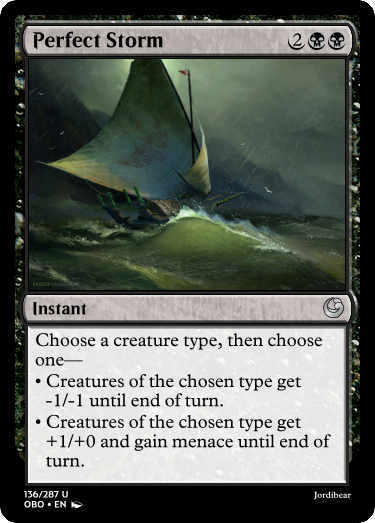 Perfect Storm 2
Instant
Choose a creature type, then choose
one—
• Creatures of the chosen type get
-1/-1 until end of turn.
• Creatures of the chosen type get
+1/+0 and gain menace until end of
turn.
136/287 U
OBO • EN
Jordibear